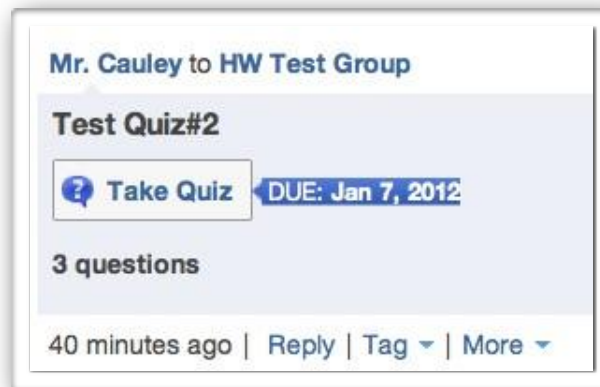 Mr. Cauley to HW Test Group
Test Quiz#2
Take Quiz DUE: Jan 7, 2012
3 questions
40 minutes ago | Reply | Tag | More